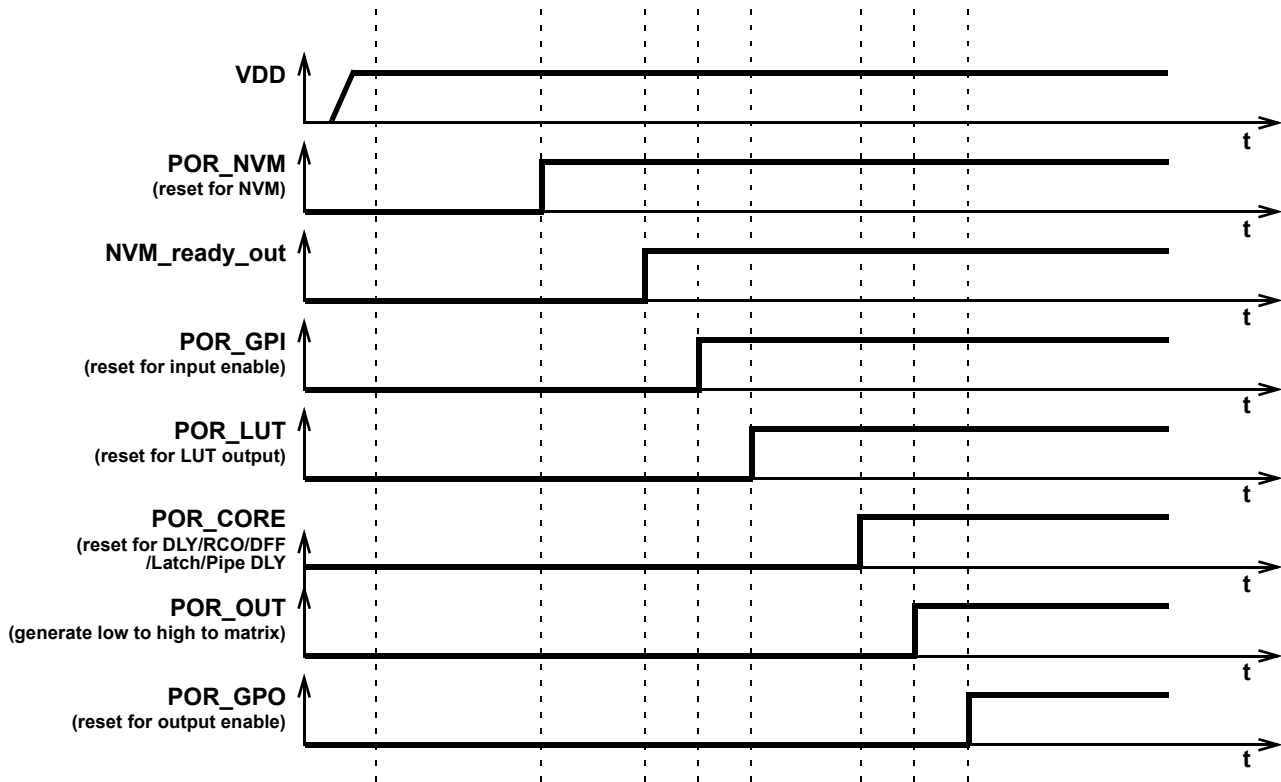 VDD
t
POR_NVM
(reset for NVM)
t
NVM_ready_out
t
POR_GPI
(reset for input enable)
t
POR_LUT
(reset for LUT output)
t
POR_CORE
(reset for DLY/RCO/DFF
/Latch/Pipe DLY
t
POR_OUT
(generate low to high to matrix)
t
POR_GPO
(reset for output enable)
t